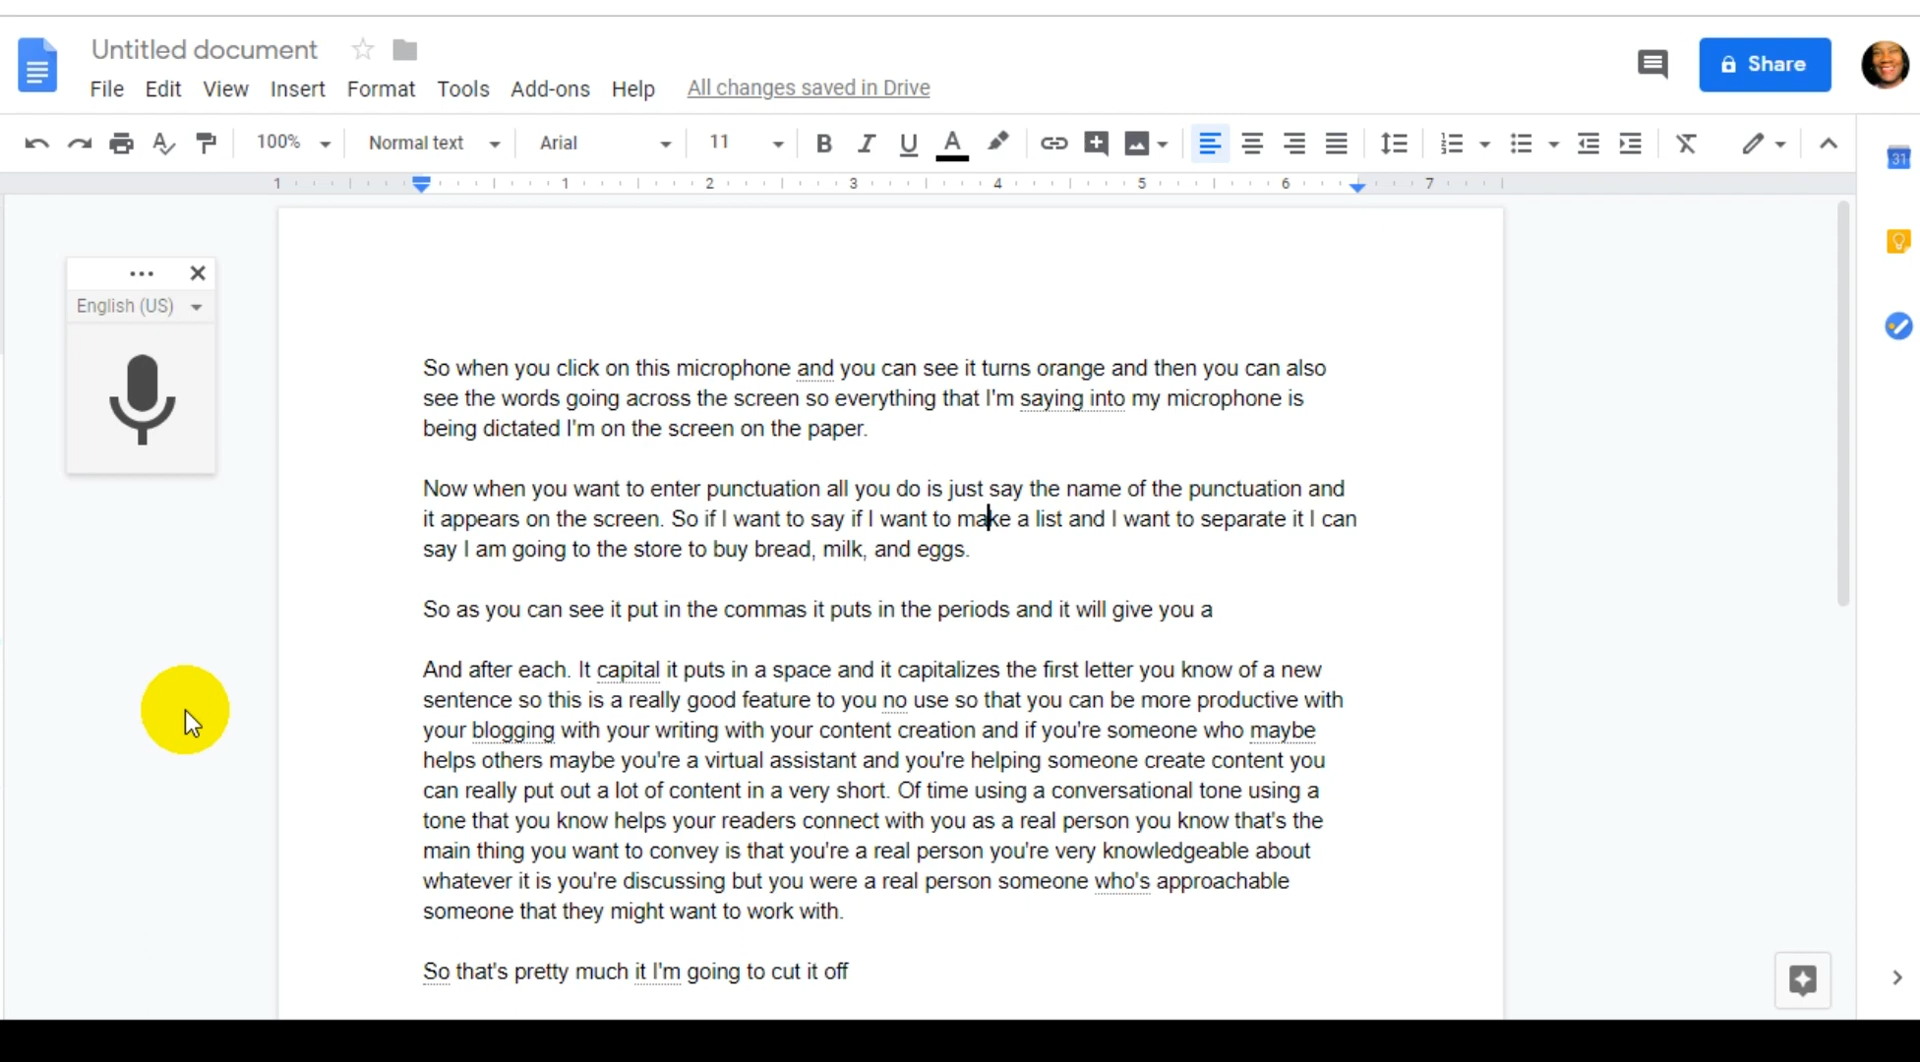 Untitled document
File Edit View Insert Format Tools Add-ons Help All changes saved in Drive
Share
100% Normal text Arial 11 B I U A
31
1 1 2 3 4 5 6 7
English (US)
So when you click on this microphone and you can see it turns orange and then you can also
see the words going across the screen so everything that I'm saying into my microphone is
being dictated I'm on the screen on the paper.
Now when you want to enter punctuation all you do is just say the name of the punctuation and
it appears on the screen. So if I want to say if I want to make a list and I want to separate it I can
say I am going to the store to buy bread, milk, and eggs.
So as you can see it put in the commas it puts in the periods and it will give you a
And after each. It capital it puts in a space and it capitalizes the first letter you know of a new
sentence so this is a really good feature to you no use so that you can be more productive with
your blogging with your writing with your content creation and if you're someone who maybe
helps others maybe you're a virtual assistant and you're helping someone create content you
can really put out a lot of content in a very short. Of time using a conversational tone using a
tone that you know helps your readers connect with you as a real person you know that's the
main thing you want to convey is that you're a real person you're very knowledgeable about
whatever it is you're discussing but you were a real person someone who's approachable
someone that they might want to work with.
So that's pretty much it I'm going to cut it off